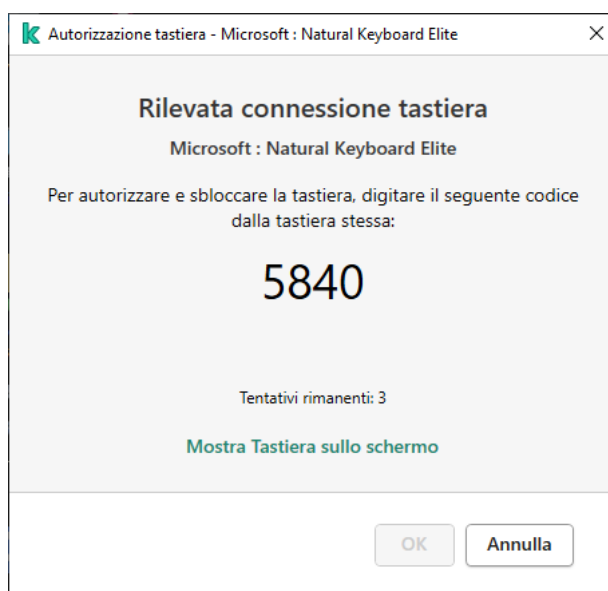 Autorizzazione tastiera - Microsoft : Natural Keyboard Elite
Rilevata connessione tastiera
Microsoft : Natural Keyboard Elite
Per autorizzare e sbloccare la tastiera, digitare il seguente codice
dalla tastiera stessa:
5840
Tentativi rimanenti: 3
Mostra Tastiera sullo schermo
OK
Annulla